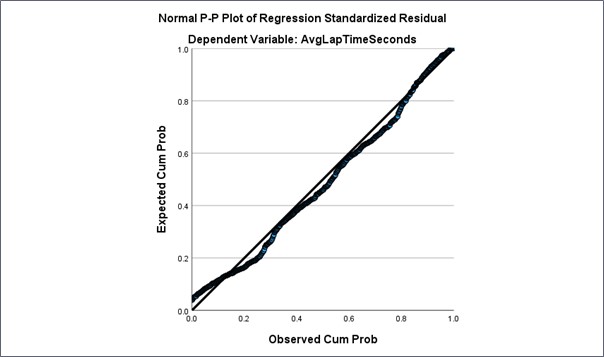 Normal P-P Plot of Regression Standardized Residual
Dependent Variable: AvgLapTimeSeconds
Expected Cum Prob
1.0
0.8
0.6
0.4
0.2
0.0
0.0 0.2 0.4 0.6 0.8 1.0
Observed Cum Prob